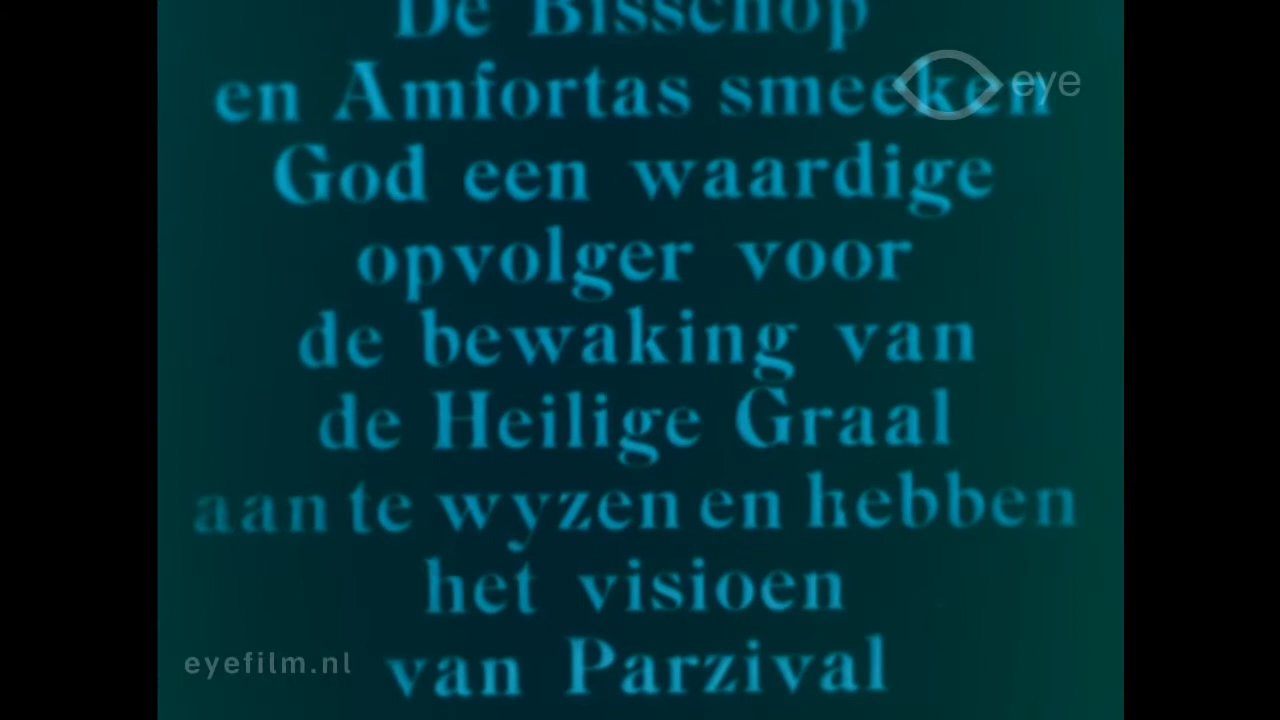 De Bisschop
en Amfortas smeeken
eye
God een waardige
opvolger voor
de bewaking van
de Heilige Graal
aan te wyzen en hebben
het visioen
van Parzival
eyefilm.nl